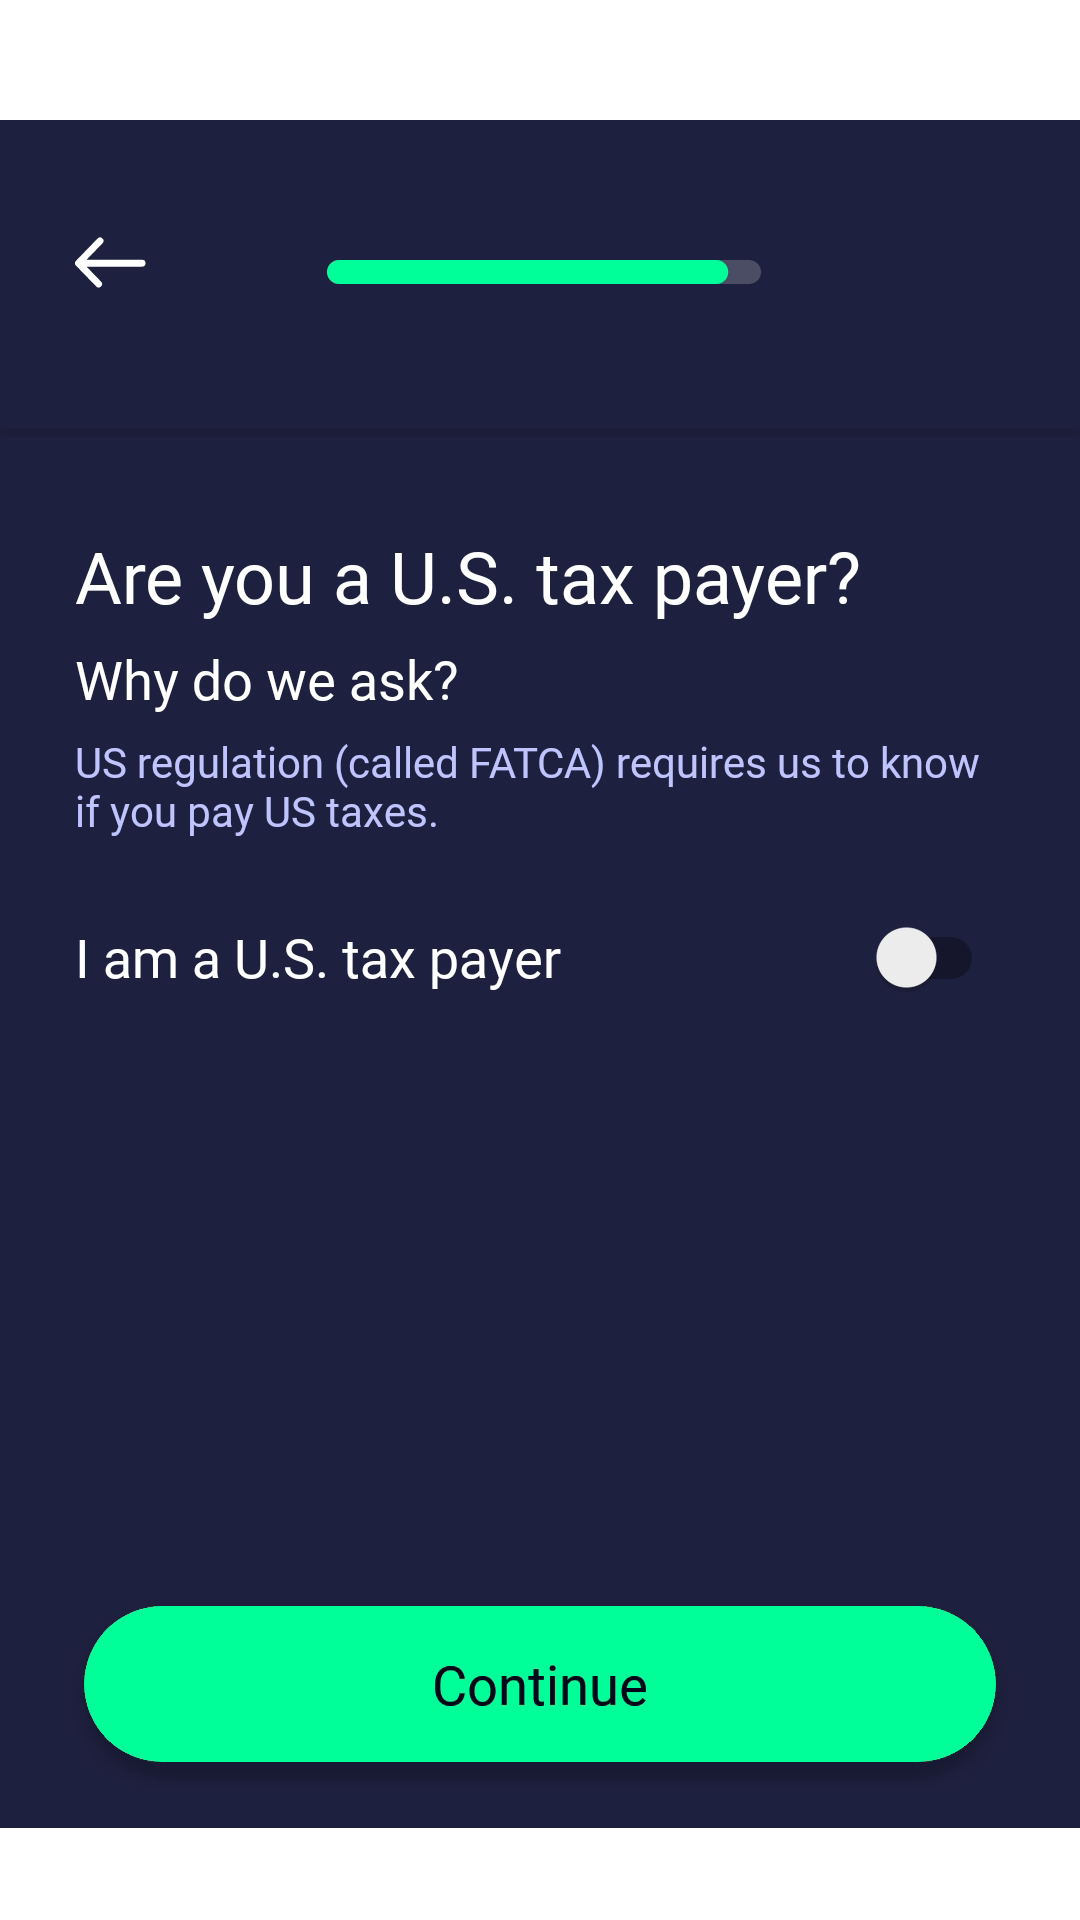 Are you a U.S. tax payer?
Why do we ask?
US regulation (called FATCA) requires us to know
if you pay US taxes.
I am a U.S. tax payer
Continue